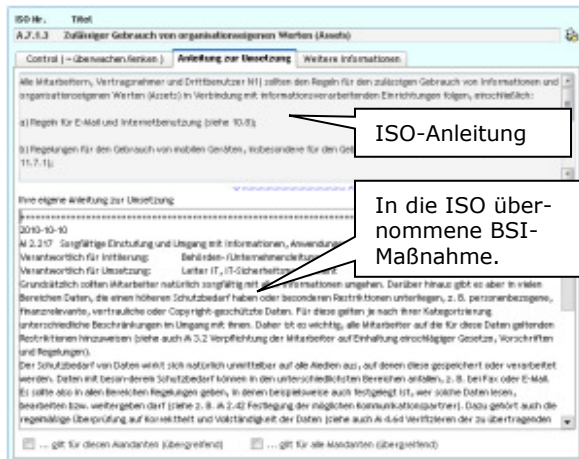 ISO Nr. Titel
A.7.1.3 Zulässiger Gebrauch von organisationseigenen Werten (Assets)
Control ( = überwachen/lenken ) Anleitung zur Umsetzung Weitere Informationen
Alle Mitarbeitern, Vertragsnehmer und Drittbenutzer N1) sollten den Regeln für den zulässigen Gebrauch von Informationen und
organisationseigenen Werten (Assets) in Verbindung mit informationsverarbeitenden Einrichtungen folgen, einschließlich:
a) Regeln für E-Mail und Internetbenutzung (siehe 10.8);
b) Regelungen für den Gebrauch von mobilen Geräten, insbesondere für den Geb
11.7.1);
ISO-Anleitung
Ihre eigene Anleitung zur Umsetzung
In die ISO über-
nommene BSI-
Maßnahme.
2010-10-10
M 2.217 Sorgfältige Einstufung und Umgang mit Informationen, Anwendungen
Verantwortlich für Initiierung: Behörden-/Unternehmensleitung
Verantwortlich für Umsetzung: Leiter IT, IT-Sicherheitsmanagement
Grundsätzlich sollten Mitarbeiter natürlich sorgfältig mit allen Informationen umgehen. Darüber hinaus gibt es aber in vielen
Bereichen Daten, die einen höheren Schutzbedarf haben oder besonderen Restriktionen unterliegen, z. B. personenbezogene,
finanzrelevante, vertrauliche oder Copyright-geschützte Daten. Für diese gelten je nach ihrer Kategorisierung
unterschiedliche Beschränkungen im Umgang mit ihnen. Daher ist es wichtig, alle Mitarbeiter auf die für diese Daten geltenden
Restriktionen hinzuweisen (siehe auch M 3.2 Verpflichtung der Mitarbeiter auf Einhaltung einschlägiger Gesetze, Vorschriften
und Regelungen).
Der Schutzbedarf von Daten wirkt sich natürlich unmittelbar auf alle Medien aus, auf denen diese gespeichert oder verarbeitet
werden. Daten mit besonderem Schutzbedarf können in den unterschiedlichsten Bereichen anfallen, z. B. bei Fax oder E-Mail.
Es sollte also in allen Bereichen Regelungen geben, in denen beispielsweise auch festgelegt ist, wer solche Daten lesen,
bearbeiten bzw. weitergeben darf (siehe z. B. M 2.42 Festlegung der möglichen Kommunikationspartner). Dazu gehört auch die
regelmäßige Überprüfung auf Korrektheit und Vollständigkeit der Daten (siehe auch M 4.64 Verifizieren der zu übertragenden
... gilt für diesen Mandanten (übergreifend) ... gilt für alle Mandanten (übergreifend)